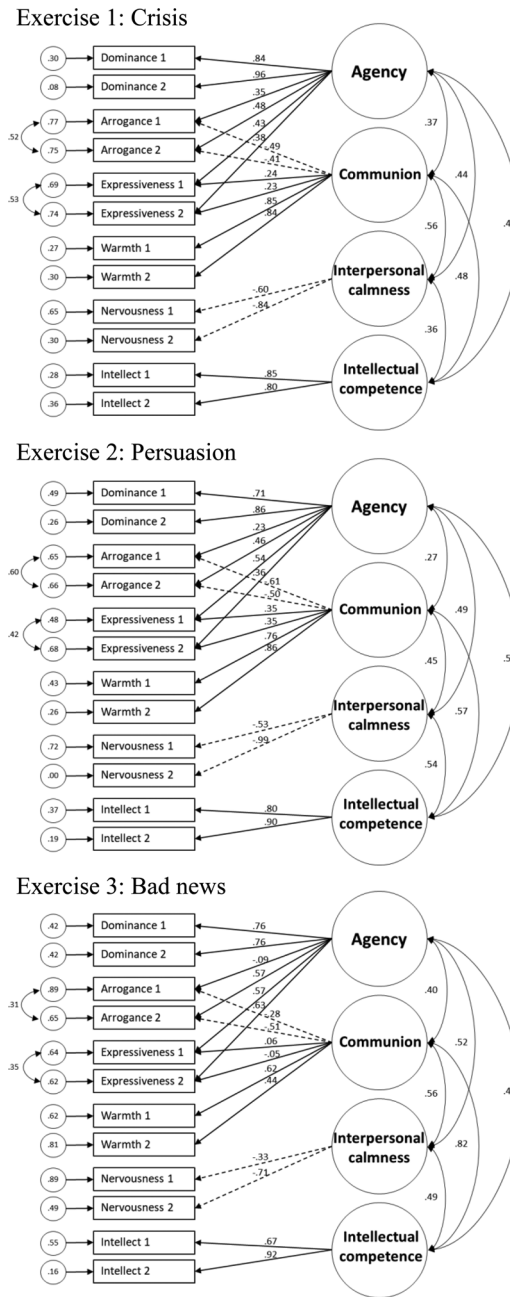 Exercise 1: Crisis
.30 Dominance 1 .84 Agency
.08 Dominance 2 .96
.77 Arrogance 1 .35 -.49 .37
.52 .48
.75 Arrogance 2 .43 -.41 .44
.69 Expressiveness 1 .38 .24 Communion
.53
.74 Expressiveness 2 .23
.27 Warmth 1 .85 .56
.30 Warmth 2 .84 .48
.65 Nervousness 1 -.60 Interpersonal
.30 Nervousness 2 -.84 calmness
.36
.28 Intellect 1 .85 Intellectual
.36 Intellect 2 .80 competence
Exercise 2: Persuasion
.49 Dominance 1 .71 Agency
.26 Dominance 2 .86
.65 Arrogance 1 .23 -.61 .27
.60 .46
.66 Arrogance 2 .54 .50 .49
.48 Expressiveness 1 .36 .35 Communion
.42
.68 Expressiveness 2 .35
.43 Warmth 1 .76 .45
.26 Warmth 2 .86 .57
.72 Nervousness 1 -.53 Interpersonal
.00 Nervousness 2 -.99 calmness
.54
.37 Intellect 1 .80 Intellectual
.19 Intellect 2 .90 competence
Exercise 3: Bad news
.42 Dominance 1 .76 Agency
.42 Dominance 2 .76
.89 Arrogance 1 -.09 -.28 .40
.31 .57
.65 Arrogance 2 .57 .51 .52
.64 Expressiveness 1 .63 .06 Communion
.35
.62 Expressiveness 2 -.05
.62 Warmth 1 .62 .56
.81 Warmth 2 .44 .82
.89 Nervousness 1 -.33 Interpersonal
.49 Nervousness 2 -.71 calmness
.49
.55 Intellect 1 .67 Intellectual
.16 Intellect 2 .92 competence